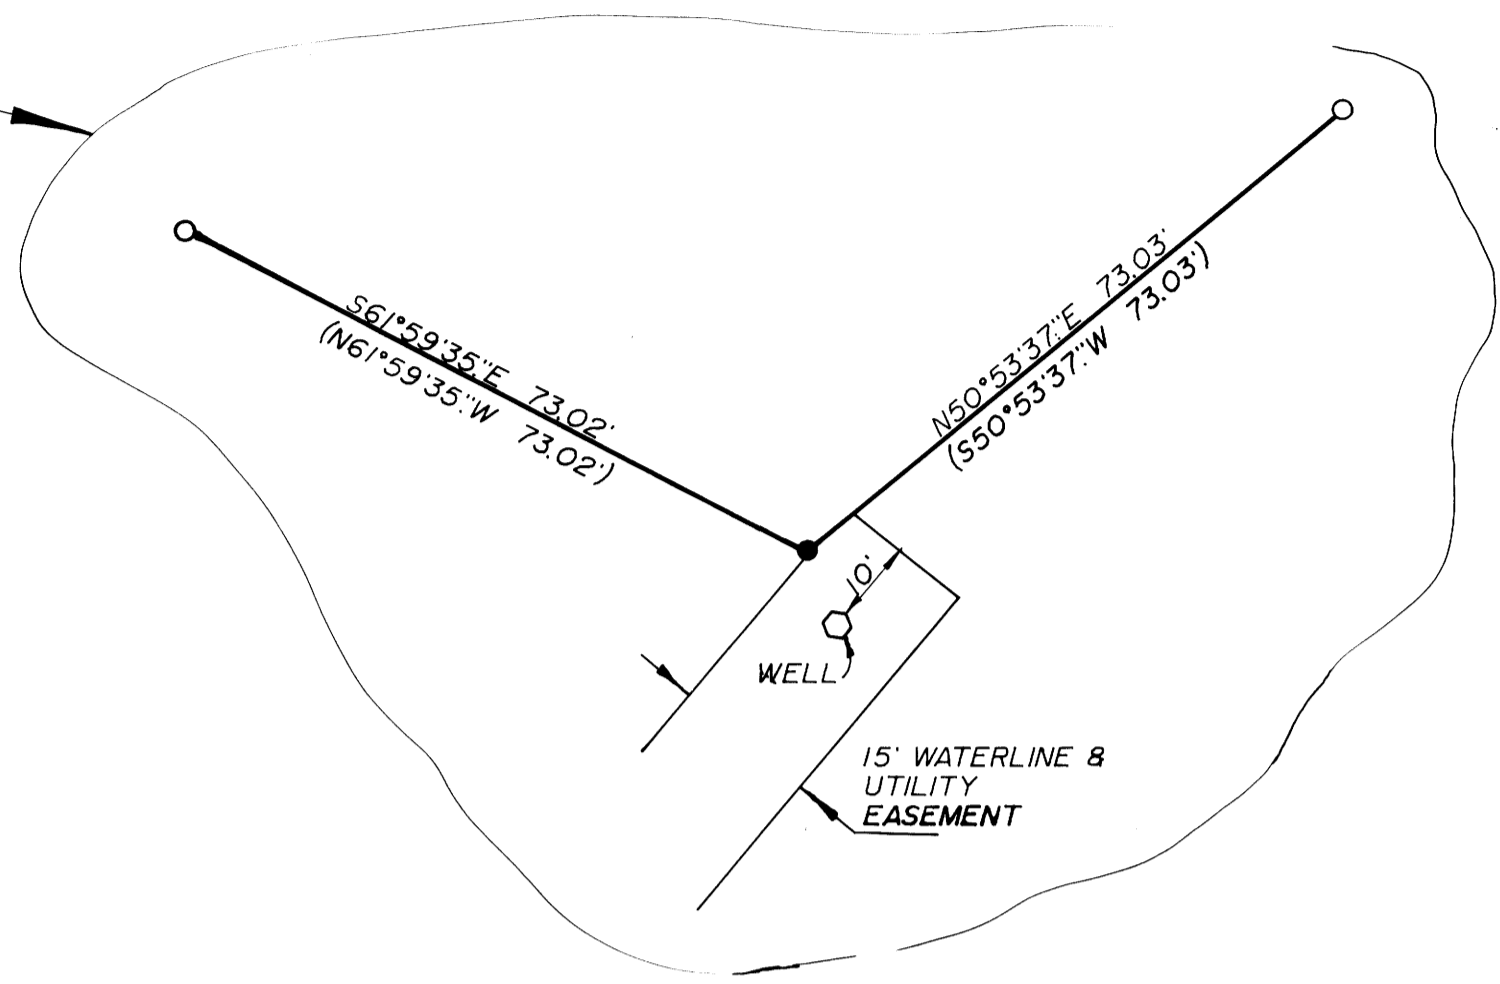 S61°59'35."E 73.02'
(N61°59'35."W 73.02')
N50°53'37."E 73.03'
(S50°53'37."W 73.03')
10'
WELL
15' WATERLINE &
UTILITY
EASEMENT